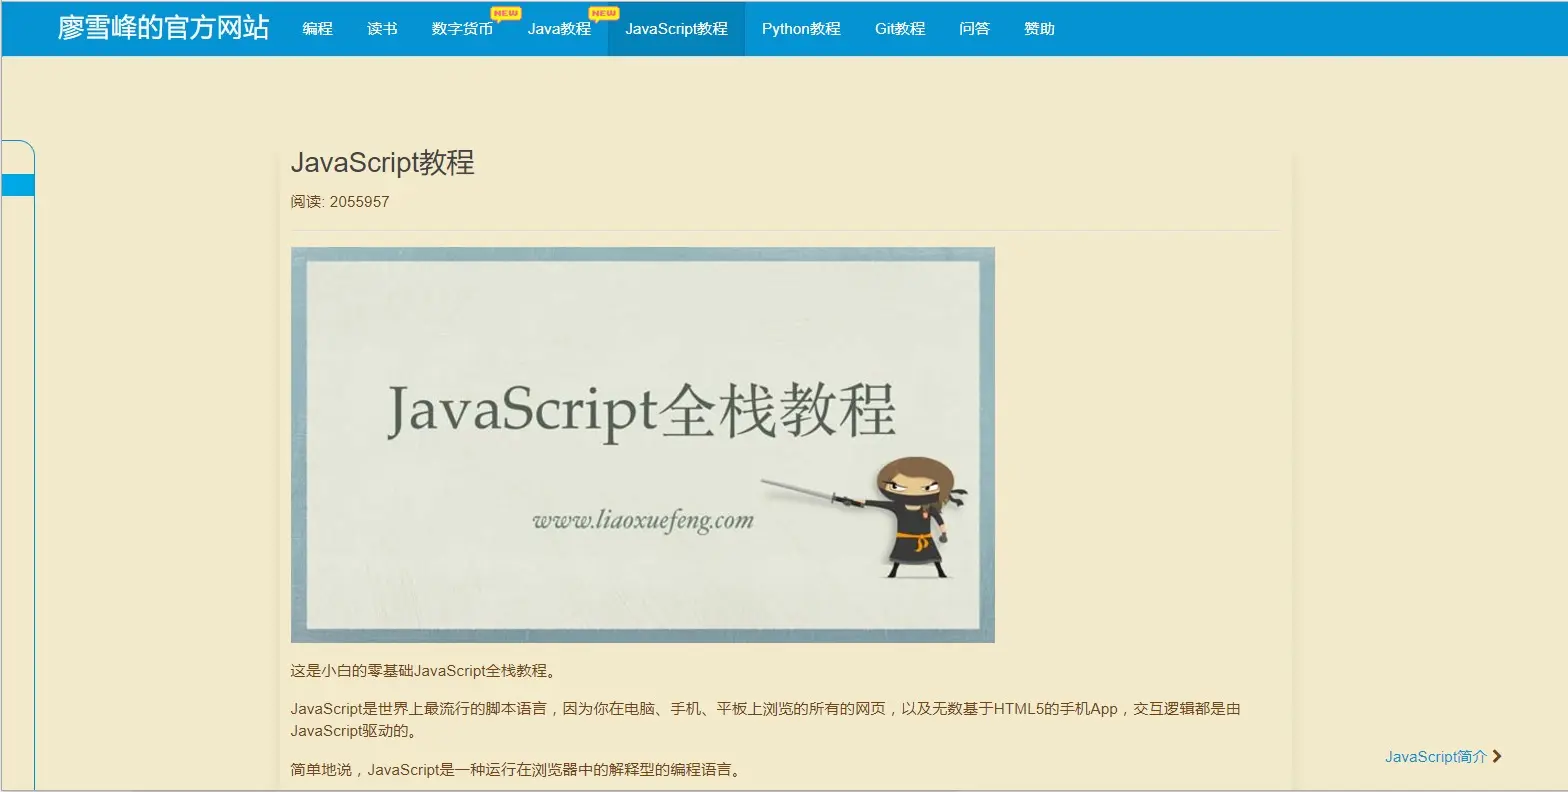 廖雪峰的官方网站 编程 读书 数字货币 NEW Java教程 NEW JavaScript教程 Python教程 Git教程 问答 赞助
JavaScript教程
阅读: 2055957
JavaScript全栈教程
www.liaoxuefeng.com
这是小白的零基础JavaScript全栈教程。
JavaScript是世界上最流行的脚本语言，因为你在电脑、手机、平板上浏览的所有的网页，以及无数基于HTML5的手机App，交互逻辑都是由
JavaScript驱动的。
简单地说，JavaScript是一种运行在浏览器中的解释型的编程语言。
JavaScript简介